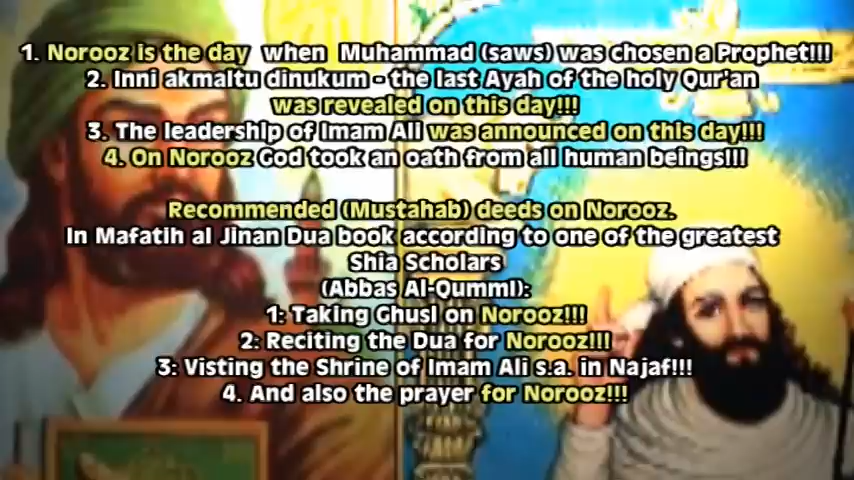 1. Norooz is the day when Muhammad (saws) was chosen a Prophet!!!
2. Inni akmaltu dinukum - the last Ayah of the holy Qur'an
was revealed on this day!!!
3. The leadership of Imam Ali was announced on this day!!!
4. On Norooz God took an oath from all human beings!!!
Recommended (Mustahab) deeds on Norooz.
In Mafatih al Jinan Dua book according to one of the greatest
Shia Scholars
(Abbas Al-Qummi):
1: Taking Ghusl on Norooz!!!
2: Reciting the Dua for Norooz!!!
3: Visting the Shrine of Imam Ali s.a. in Najaf!!!
4. And also the prayer for Norooz!!!